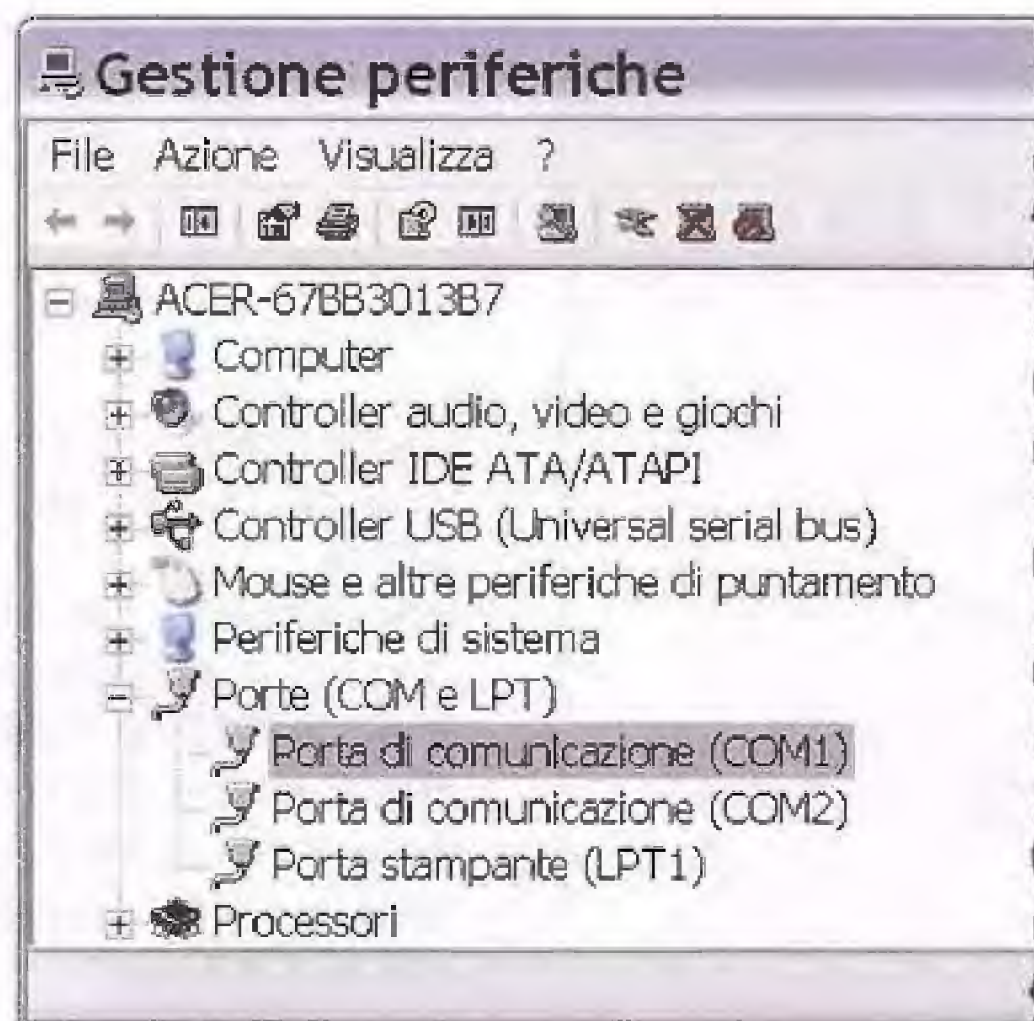 Gestione periferiche
File Azione Visualizza ?
ACER-67BB3013B7
Computer
Controller audio, video e giochi
Controller IDE ATA/ATAPI
Controller USB (Universal serial bus)
Mouse e altre periferiche di puntamento
Periferiche di sistema
Porte (COM e LPT)
Porta di comunicazione (COM1)
Porta di comunicazione (COM2)
Porta stampante (LPT1)
Processori